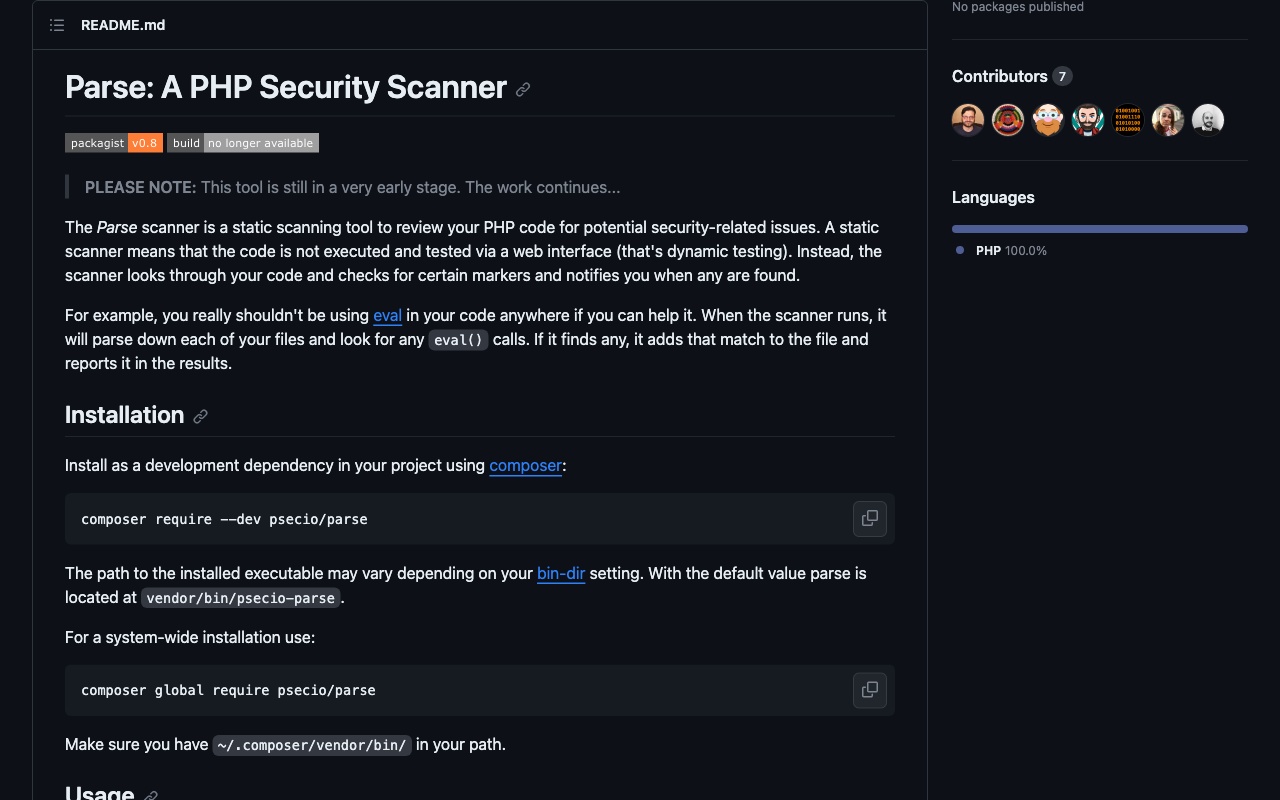 README.md
Parse: A PHP Security Scanner
packagist v0.8 build no longer available
PLEASE NOTE: This tool is still in a very early stage. The work continues...
The Parse scanner is a static scanning tool to review your PHP code for potential security-related issues. A static
scanner means that the code is not executed and tested via a web interface (that's dynamic testing). Instead, the
scanner looks through your code and checks for certain markers and notifies you when any are found.
For example, you really shouldn't be using eval in your code anywhere if you can help it. When the scanner runs, it
will parse down each of your files and look for any eval() calls. If it finds any, it adds that match to the file and
reports it in the results.
Installation
Install as a development dependency in your project using composer:
composer require --dev psecio/parse
The path to the installed executable may vary depending on your bin-dir setting. With the default value parse is
located at vendor/bin/psecio-parse.
For a system-wide installation use:
composer global require psecio/parse
Make sure you have ~/.composer/vendor/bin/ in your path.
Usage
No packages published
Contributors 7
01001001
01001110
01010100
01010000
Languages
PHP 100.0%